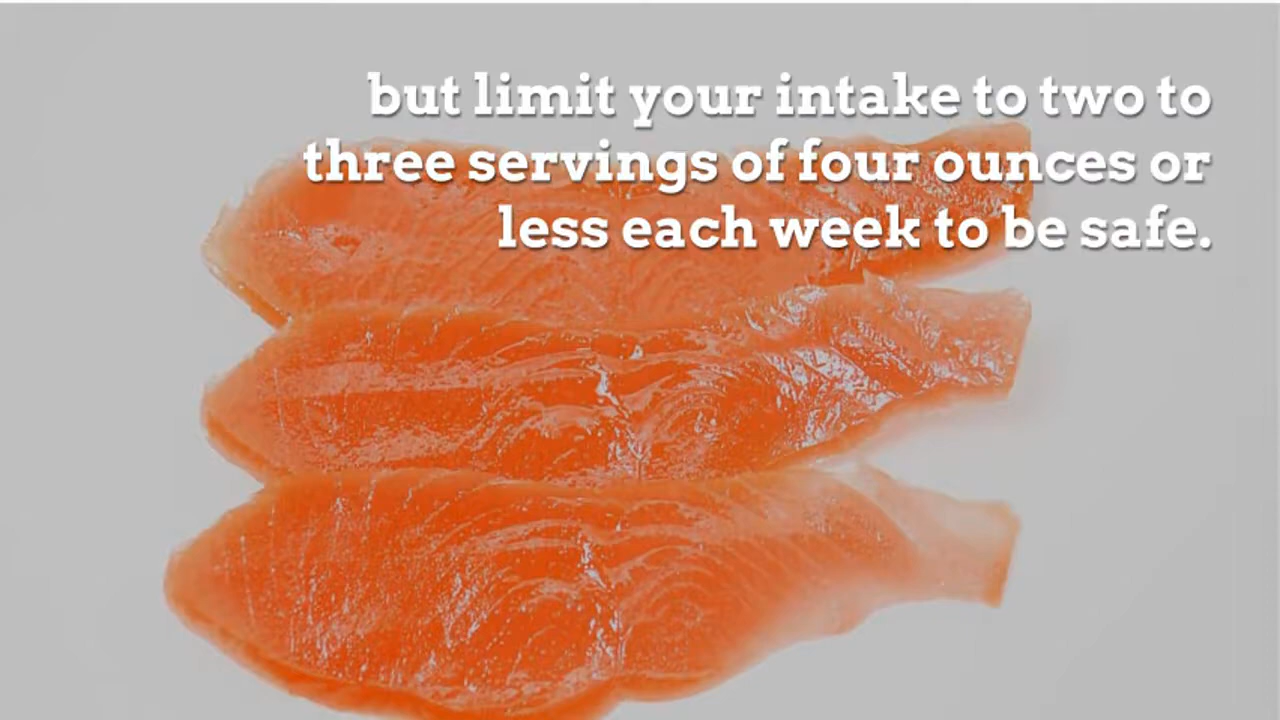 but limit your intake to two to
three servings of four ounces or
less each week to be safe.